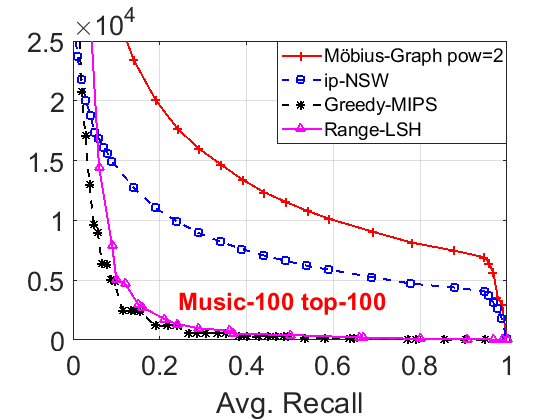 ×10⁴
2.5
2
1.5
1
0.5
0
Möbius-Graph pow=2
ip-NSW
Greedy-MIPS
Range-LSH
Music-100 top-100
0 0.2 0.4 0.6 0.8 1
Avg. Recall